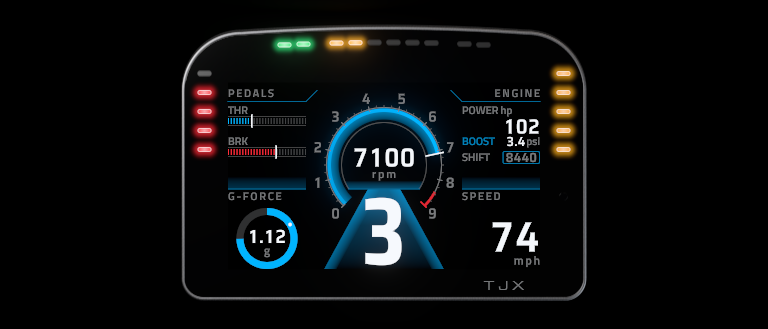 PEDALS
THR
BRK
G-FORCE
1.12
g
0
1
2
3
4
5
6
7
8
9
7100
rpm
3
ENGINE
POWER hp
102
BOOST 3.4 psi
SHIFT 8440
SPEED
74
mph
TJX